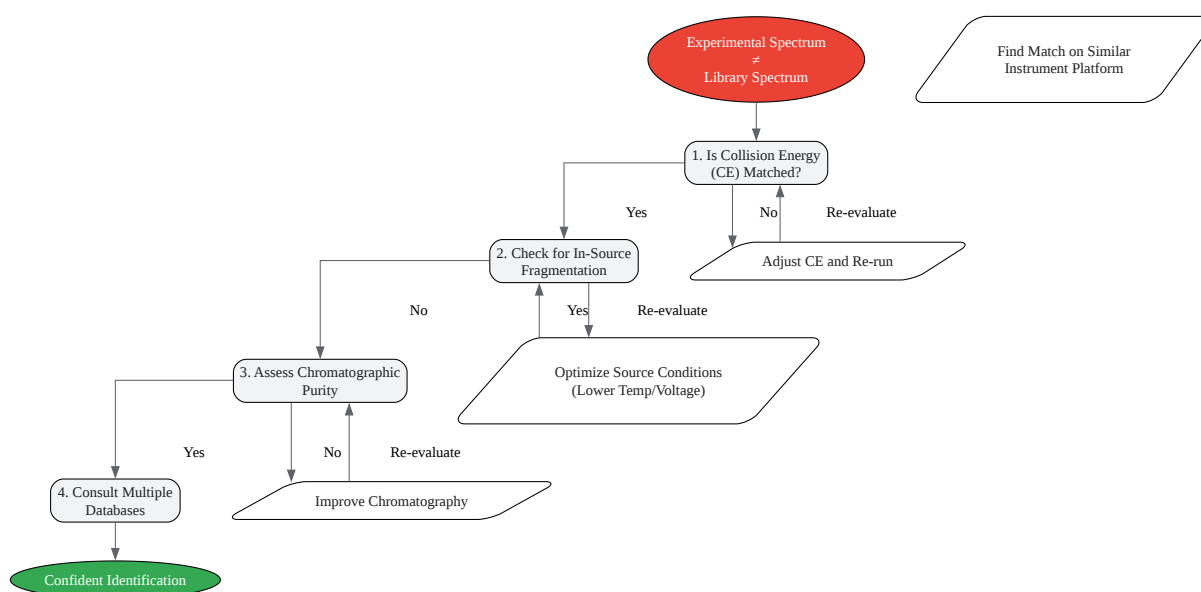 Experimental Spectrum
≠
Library Spectrum
Find Match on Similar
Instrument Platform
1. Is Collision Energy
(CE) Matched?
Yes
No
Re-evaluate
2. Check for In-Source
Fragmentation
Adjust CE and Re-run
No
Yes
Re-evaluate
3. Assess Chromatographic
Purity
Optimize Source Conditions
(Lower Temp/Voltage)
Yes
No
Re-evaluate
4. Consult Multiple
Databases
Improve Chromatography
Confident Identification